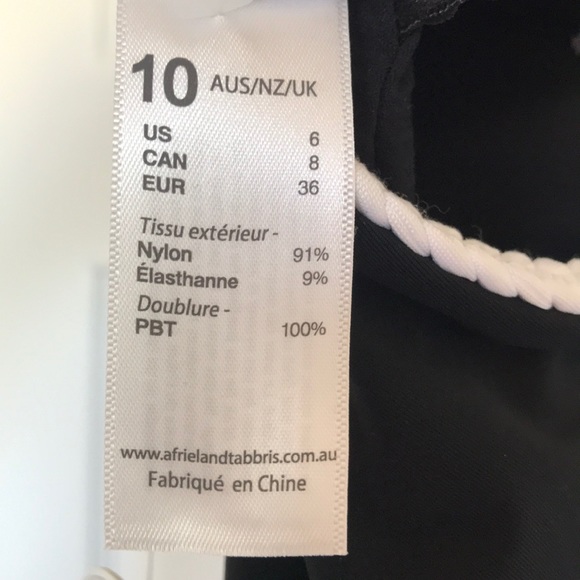 10 AUS/NZ/UK
US 6
CAN 8
EUR 36
Tissu extérieur -
Nylon 91%
Élasthanne 9%
Doublure -
PBT 100%
www.afrielandtabbris.com.au
Fabriqué en Chine